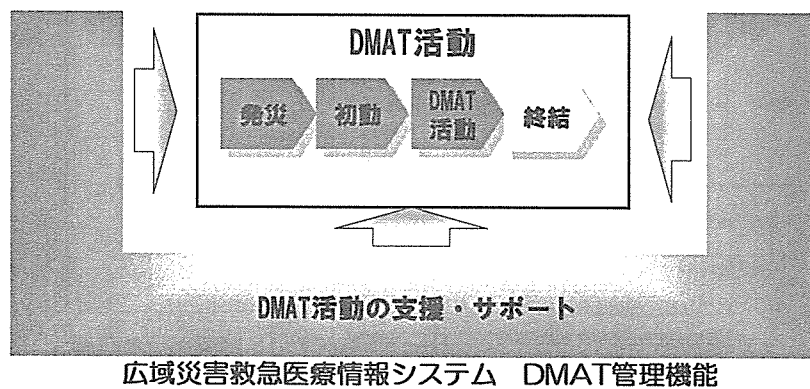 DMAT活動
発災
初動
DMAT
活動
終結
DMAT活動の支援・サポート
広域災害救急医療情報システム　DMAT管理機能